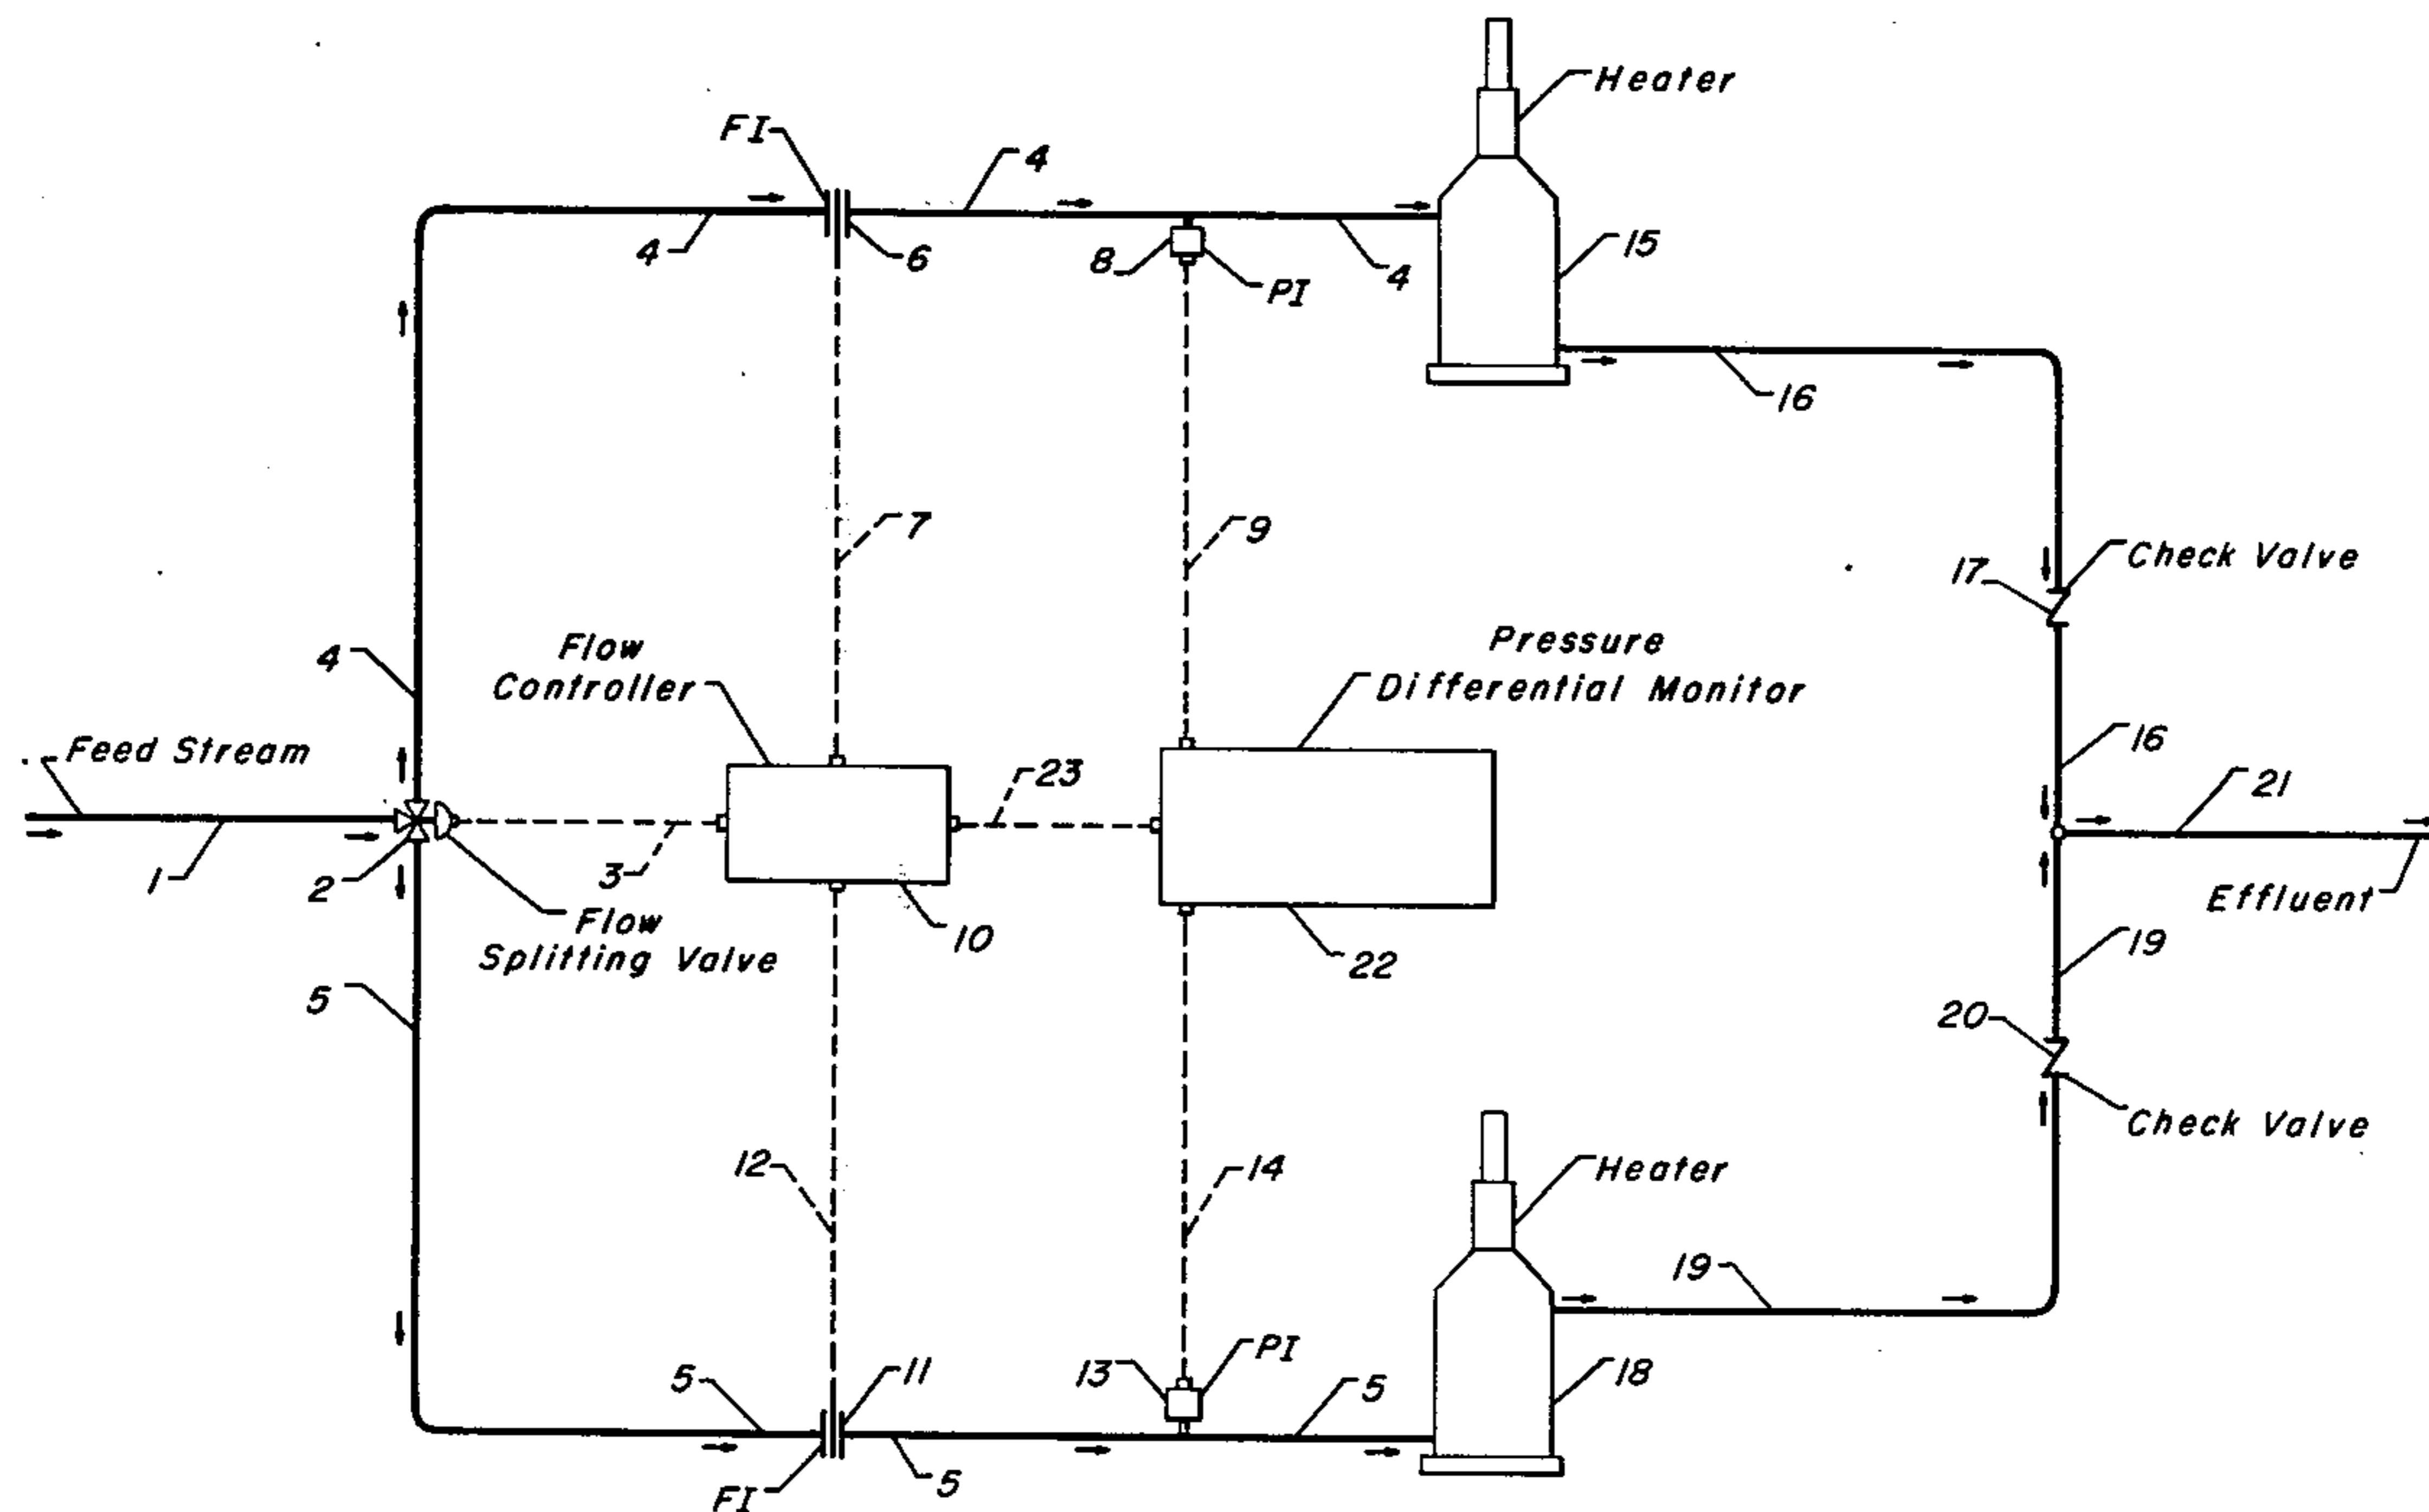 Heater
FI
4
4
6
8
PI
4
15
16
7
9
17
Check Valve
Flow
Controller
Pressure
Differential Monitor
4
Feed Stream
1
2
3
23
16
21
Effluent
Flow
Splitting Valve
10
22
5
19
20
Check Valve
12
14
Heater
19
5
11
13
PI
5
18
FI
5